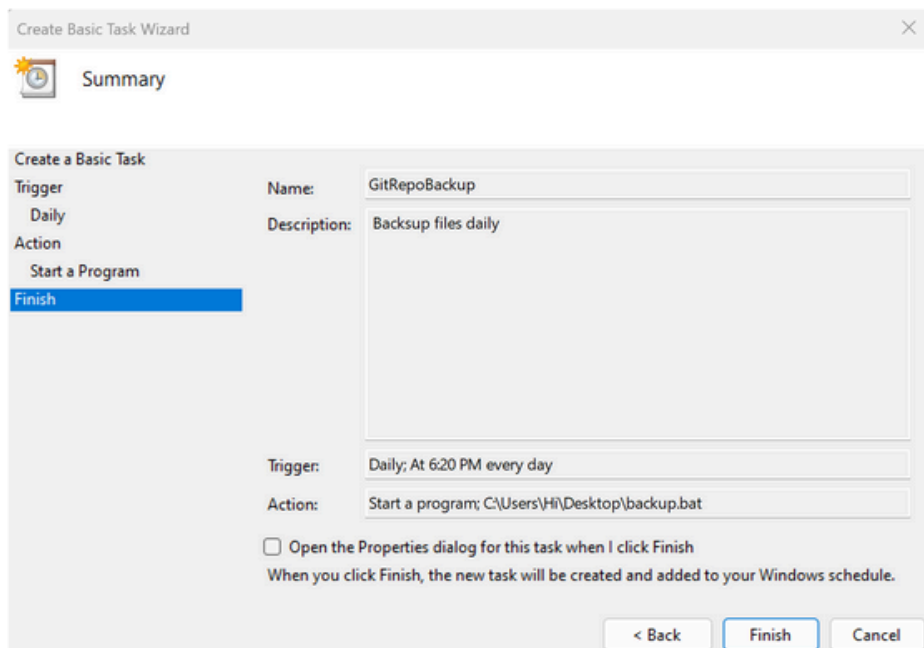 Create Basic Task Wizard
Summary
Create a Basic Task
Trigger
Daily
Action
Start a Program
Finish
Name:
GitRepoBackup
Description:
Backsup files daily
Trigger:
Daily; At 6:20 PM every day
Action:
Start a program; C:\Users\Hi\Desktop\backup.bat
Open the Properties dialog for this task when I click Finish
When you click Finish, the new task will be created and added to your Windows schedule.
< Back
Finish
Cancel